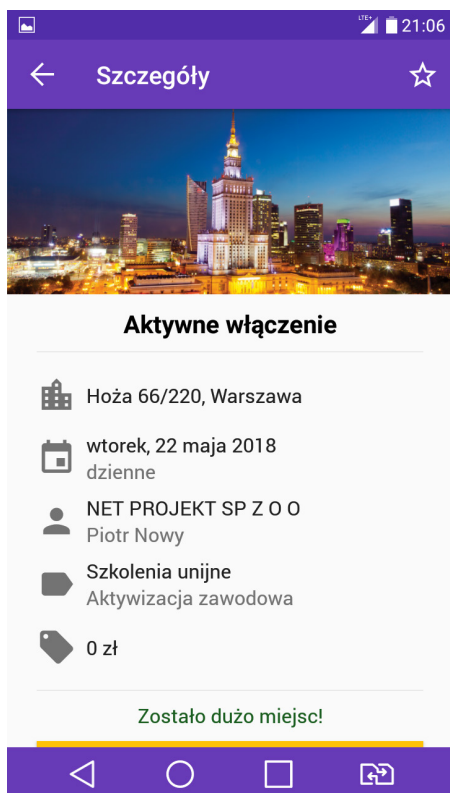 LTE+
21:06
Szczegóły
Aktywne włączenie
Hoża 66/220, Warszawa
wtorek, 22 maja 2018
dzienne
NET PROJEKT SP Z O O
Piotr Nowy
Szkolenia unijne
Aktywizacja zawodowa
0 zł
Zostało dużo miejsc!